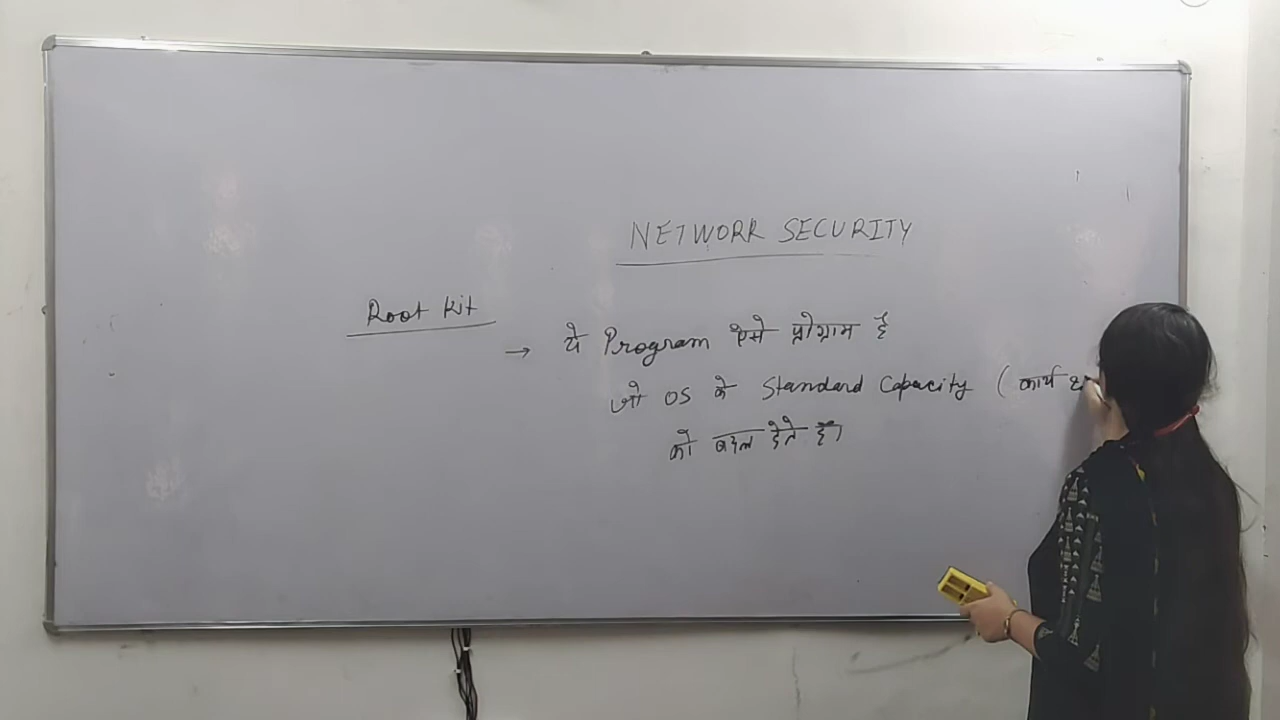 NETWORK SECURITY
Root Kit
→ ये Program ऐसे प्रोग्राम है
जो OS के Standard Capacity ( कार्य
को बदल देते है।